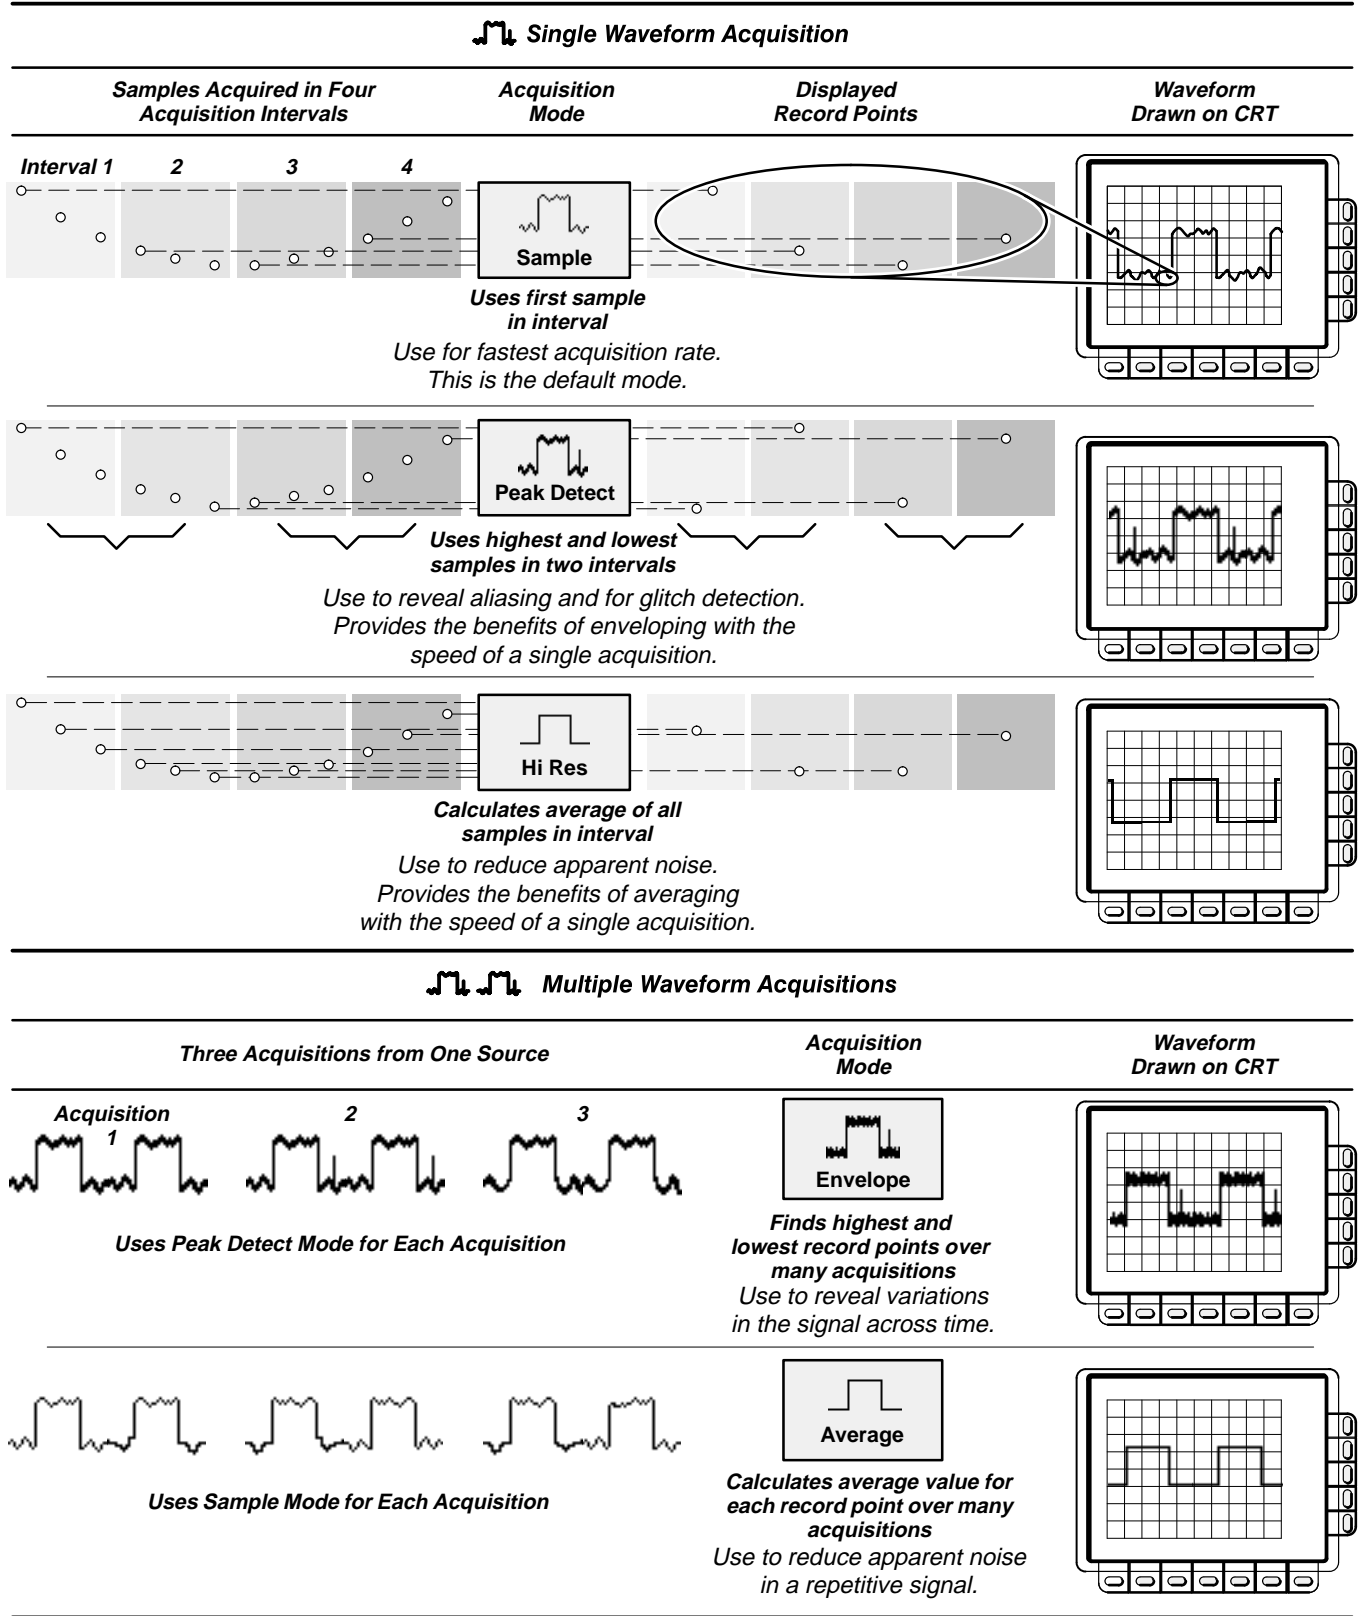 Single Waveform Acquisition
Samples Acquired in Four
Acquisition Intervals
Acquisition
Mode
Displayed
Record Points
Waveform
Drawn on CRT
Interval 1
2
3
4
Sample
Uses first sample
in interval
Use for fastest acquisition rate.
This is the default mode.
Peak Detect
Uses highest and lowest
samples in two intervals
Use to reveal aliasing and for glitch detection.
Provides the benefits of enveloping with the
speed of a single acquisition.
Hi Res
Calculates average of all
samples in interval
Use to reduce apparent noise.
Provides the benefits of averaging
with the speed of a single acquisition.
Multiple Waveform Acquisitions
Three Acquisitions from One Source
Acquisition
Mode
Waveform
Drawn on CRT
Acquisition
1
2
3
Uses Peak Detect Mode for Each Acquisition
Envelope
Finds highest and
lowest record points over
many acquisitions
Use to reveal variations
in the signal across time.
Uses Sample Mode for Each Acquisition
Average
Calculates average value for
each record point over many
acquisitions
Use to reduce apparent noise
in a repetitive signal.